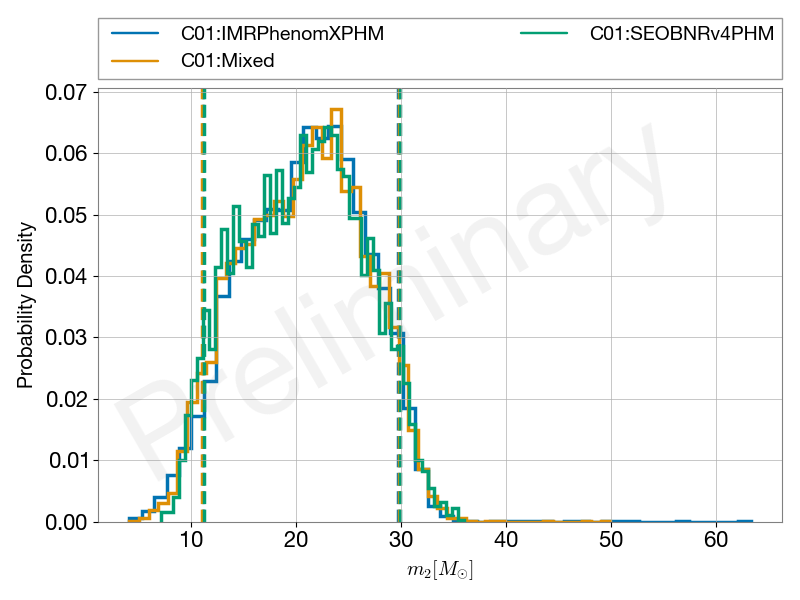 C01:IMRPhenomXPHM
C01:Mixed
C01:SEOBNRv4PHM
0.07
0.06
0.05
0.04
0.03
0.02
0.01
0.00
Probability Density
Preliminary
10 20 30 40 50 60
m₂[M⊙]